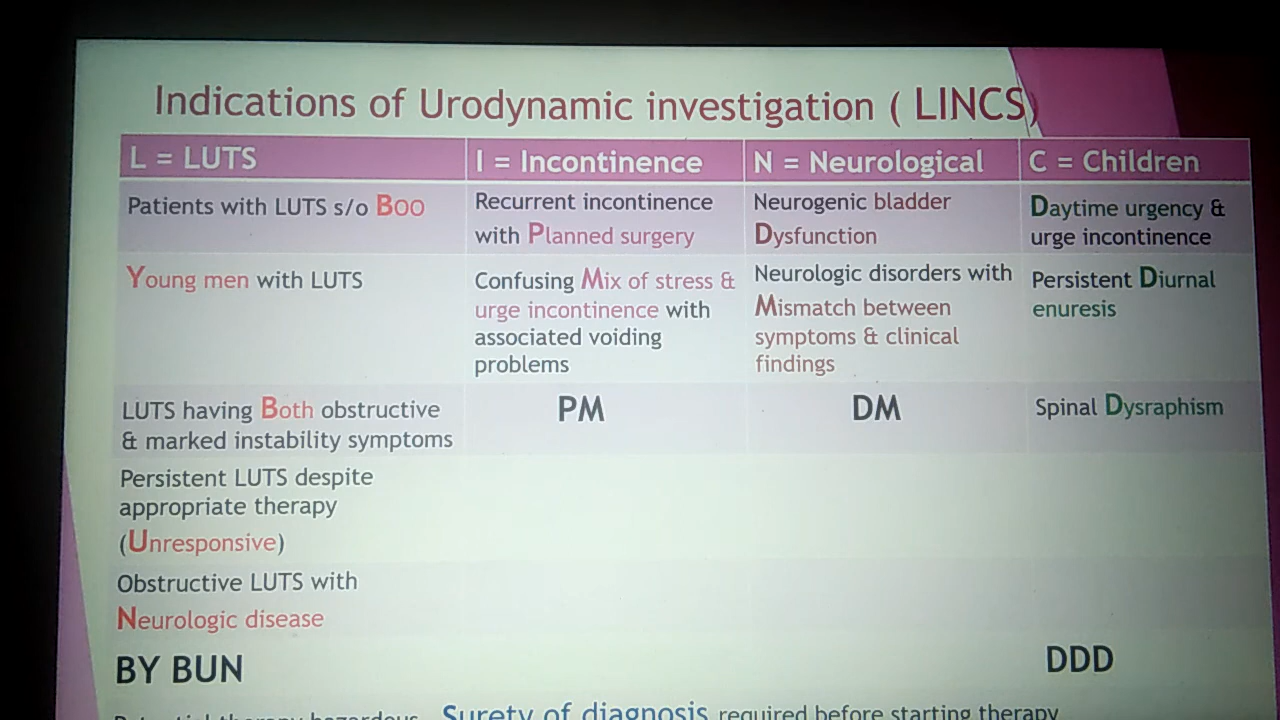 Indications of Urodynamic investigation ( LINCS)
L = LUTS
I = Incontinence
N = Neurological
C = Children
Patients with LUTS s/o BOO
Recurrent incontinence
with Planned surgery
Neurogenic bladder
Dysfunction
Daytime urgency &
urge incontinence
Young men with LUTS
Confusing Mix of stress &
urge incontinence with
associated voiding
problems
Neurologic disorders with
Mismatch between
symptoms & clinical
findings
Persistent Diurnal
enuresis
LUTS having Both obstructive
& marked instability symptoms
PM
DM
Spinal Dysraphism
Persistent LUTS despite
appropriate therapy
(Unresponsive)
Obstructive LUTS with
Neurologic disease
BY BUN
DDD
Potential therapy hazardous Surety of diagnosis required before starting therapy